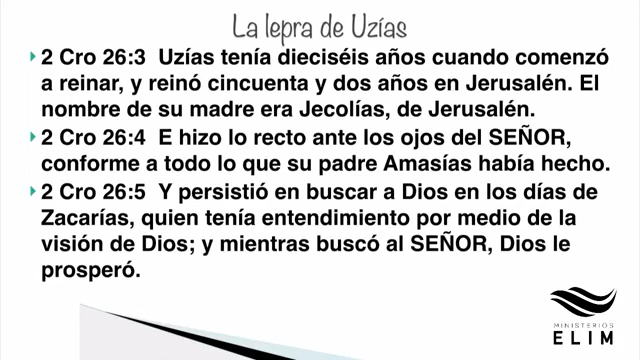 La lepra de Uzías
2 Cro 26:3 Uzías tenía dieciséis años cuando comenzó
a reinar, y reinó cincuenta y dos años en Jerusalén. El
nombre de su madre era Jecolías, de Jerusalén.
2 Cro 26:4 E hizo lo recto ante los ojos del SEÑOR,
conforme a todo lo que su padre Amasías había hecho.
2 Cro 26:5 Y persistió en buscar a Dios en los días de
Zacarías, quien tenía entendimiento por medio de la
visión de Dios; y mientras buscó al SEÑOR, Dios le
prosperó.
MINISTERIOS
ELIM